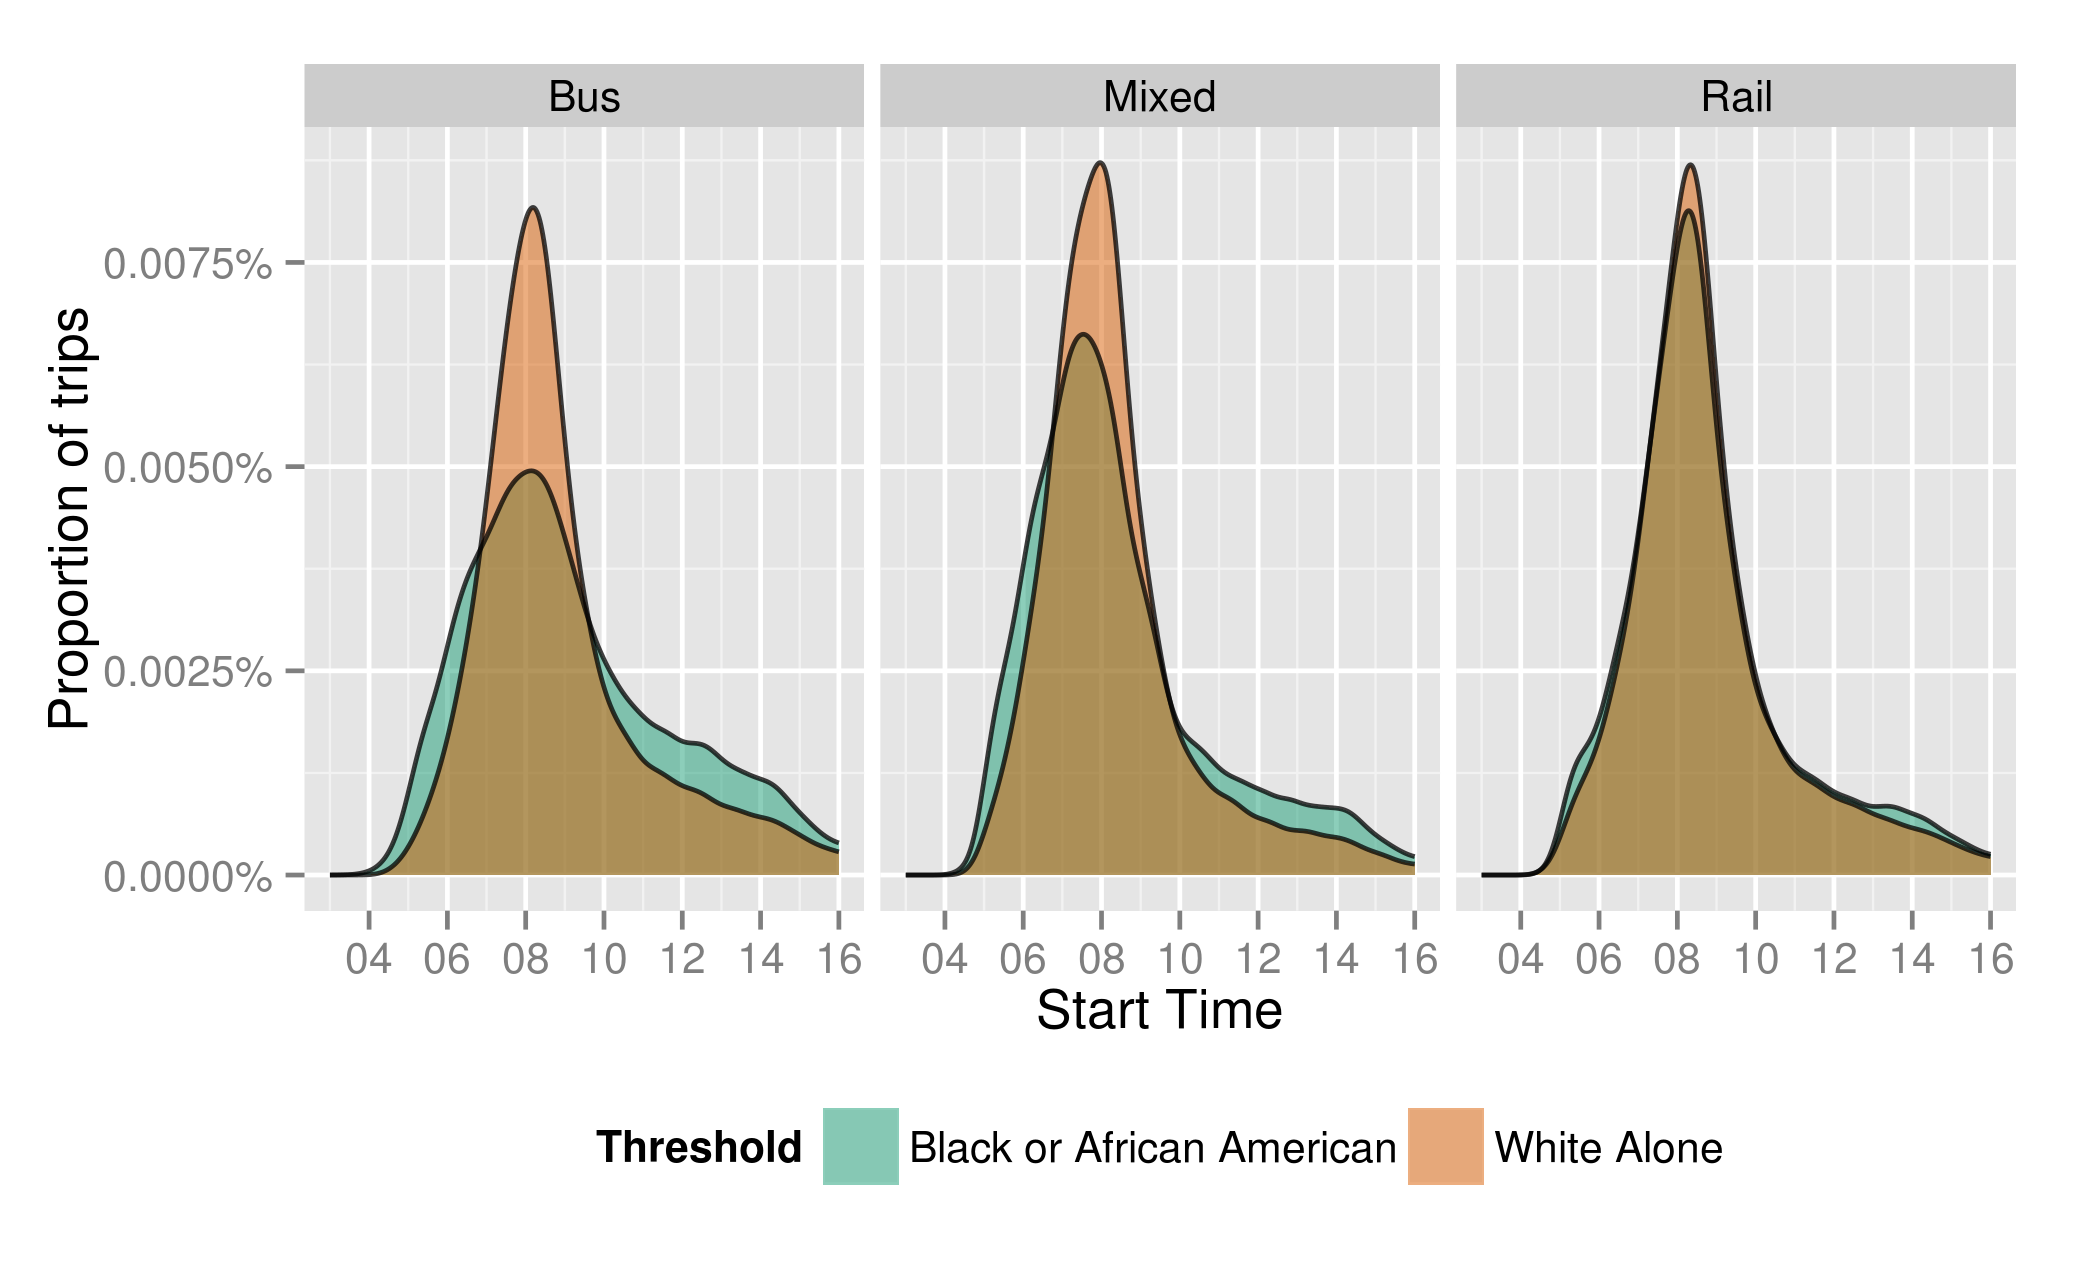 Bus Mixed Rail
Proportion of trips
0.0075%
0.0050%
0.0025%
0.0000%
04 06 08 10 12 14 16 04 06 08 10 12 14 16 04 06 08 10 12 14 16
Start Time
Threshold Black or African American White Alone